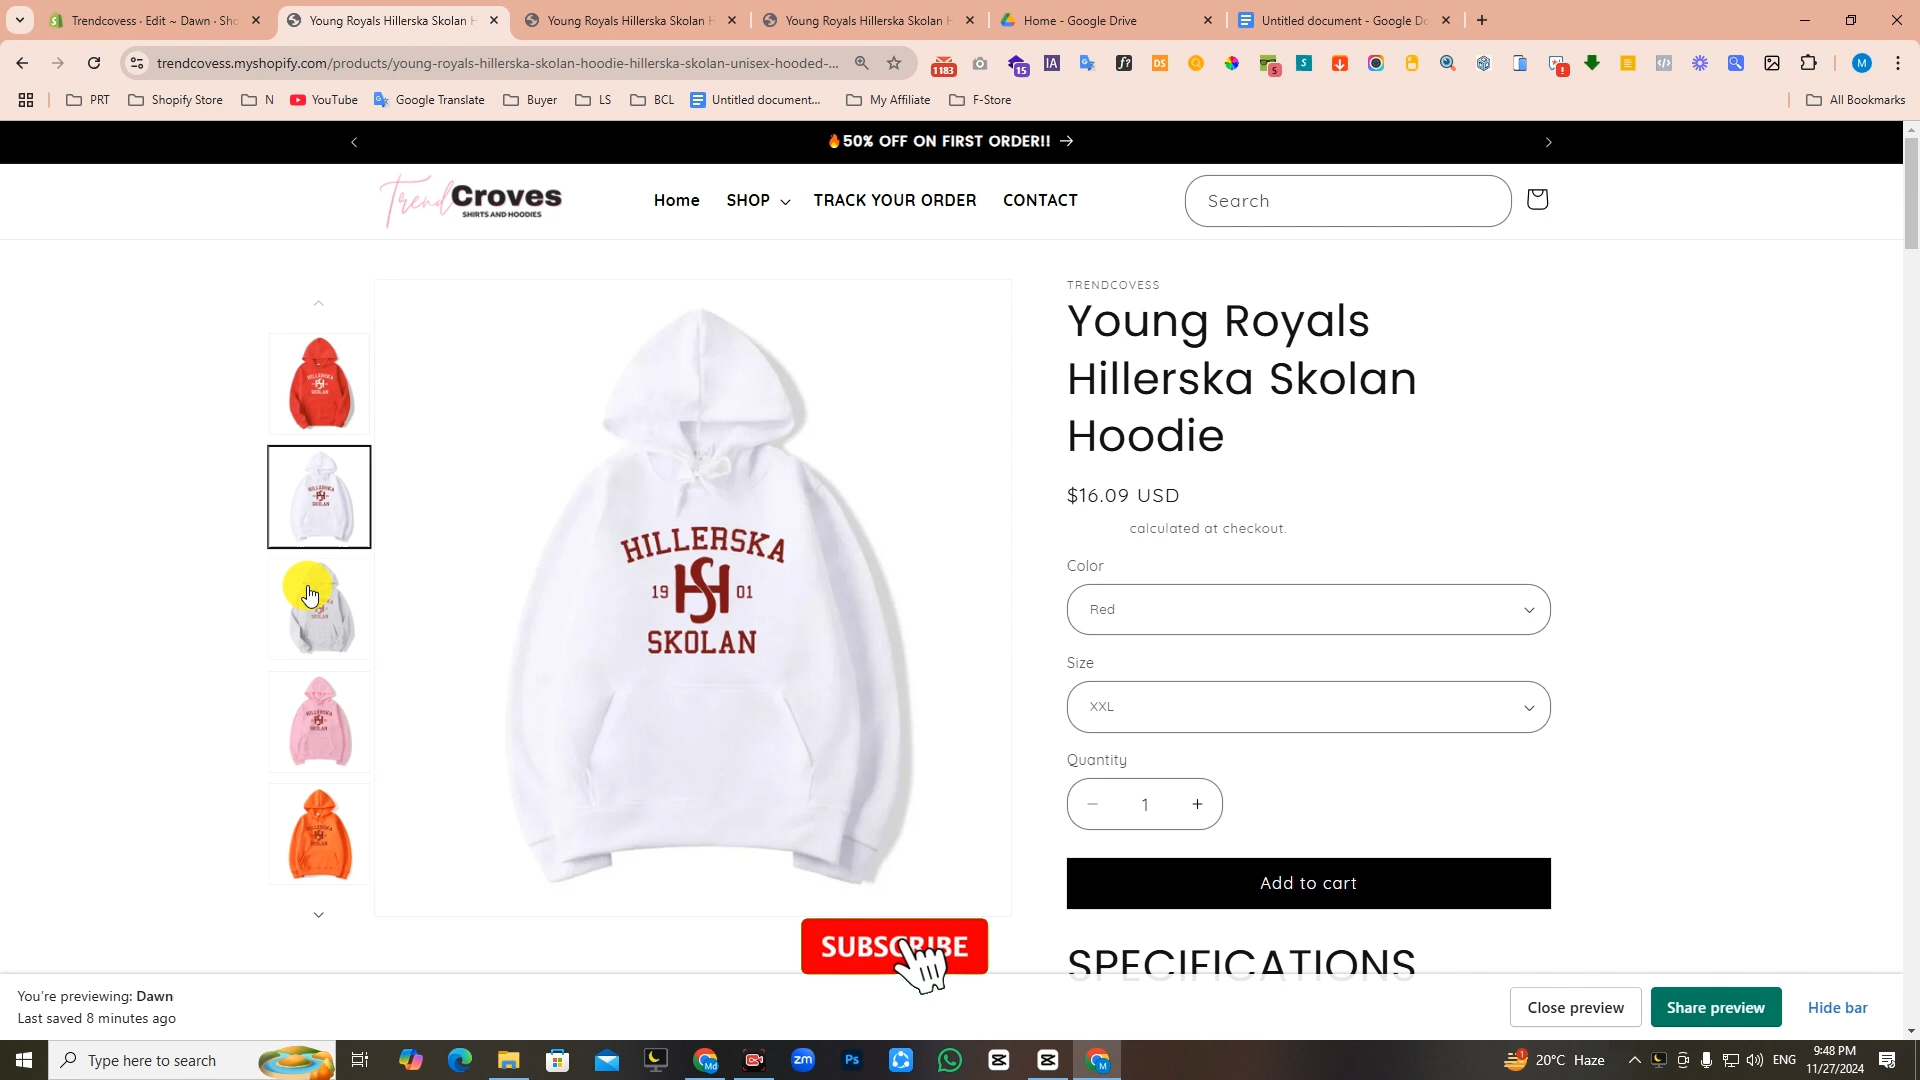 Trendcovess · Edit ~ Dawn · Sho
Young Royals Hillerska Skolan H
Young Royals Hillerska Skolan H
Young Royals Hillerska Skolan H
Home - Google Drive
Untitled document - Google Do
trendcovess.myshopify.com/products/young-royals-hillerska-skolan-hoodie-hillerska-skolan-unisex-hooded-...
1183
15
IA
f?
DS
5
S
M
PRT
Shopify Store
N
YouTube
Google Translate
Buyer
LS
BCL
Untitled document...
My Affiliate
F-Store
All Bookmarks
🔥50% OFF ON FIRST ORDER!! →
Trend Croves
SHIRTS AND HOODIES
Home
SHOP
TRACK YOUR ORDER
CONTACT
Search
TRENDCOVESS
Young Royals
Hillerska Skolan
Hoodie
$16.09 USD
calculated at checkout.
Color
Red
Size
XXL
Quantity
− 1 +
Add to cart
SPECIFICATIONS
HILLERSKA
19 HS 01
SKOLAN
SUBSCRIBE
You're previewing: Dawn
Last saved 8 minutes ago
Close preview
Share preview
Hide bar
Type here to search
20°C Haze
ENG
9:48 PM
11/27/2024